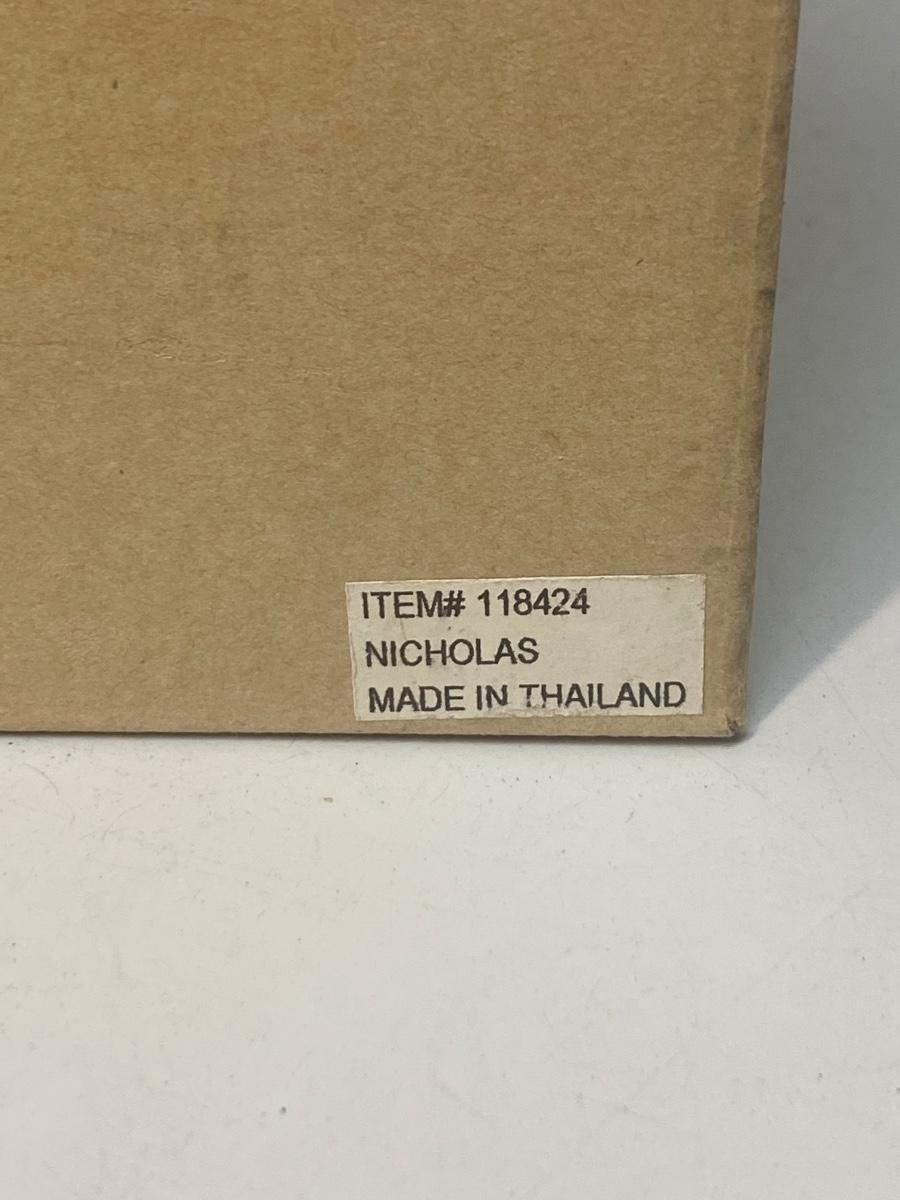 ITEM# 118424
NICHOLAS
MADE IN THAILAND